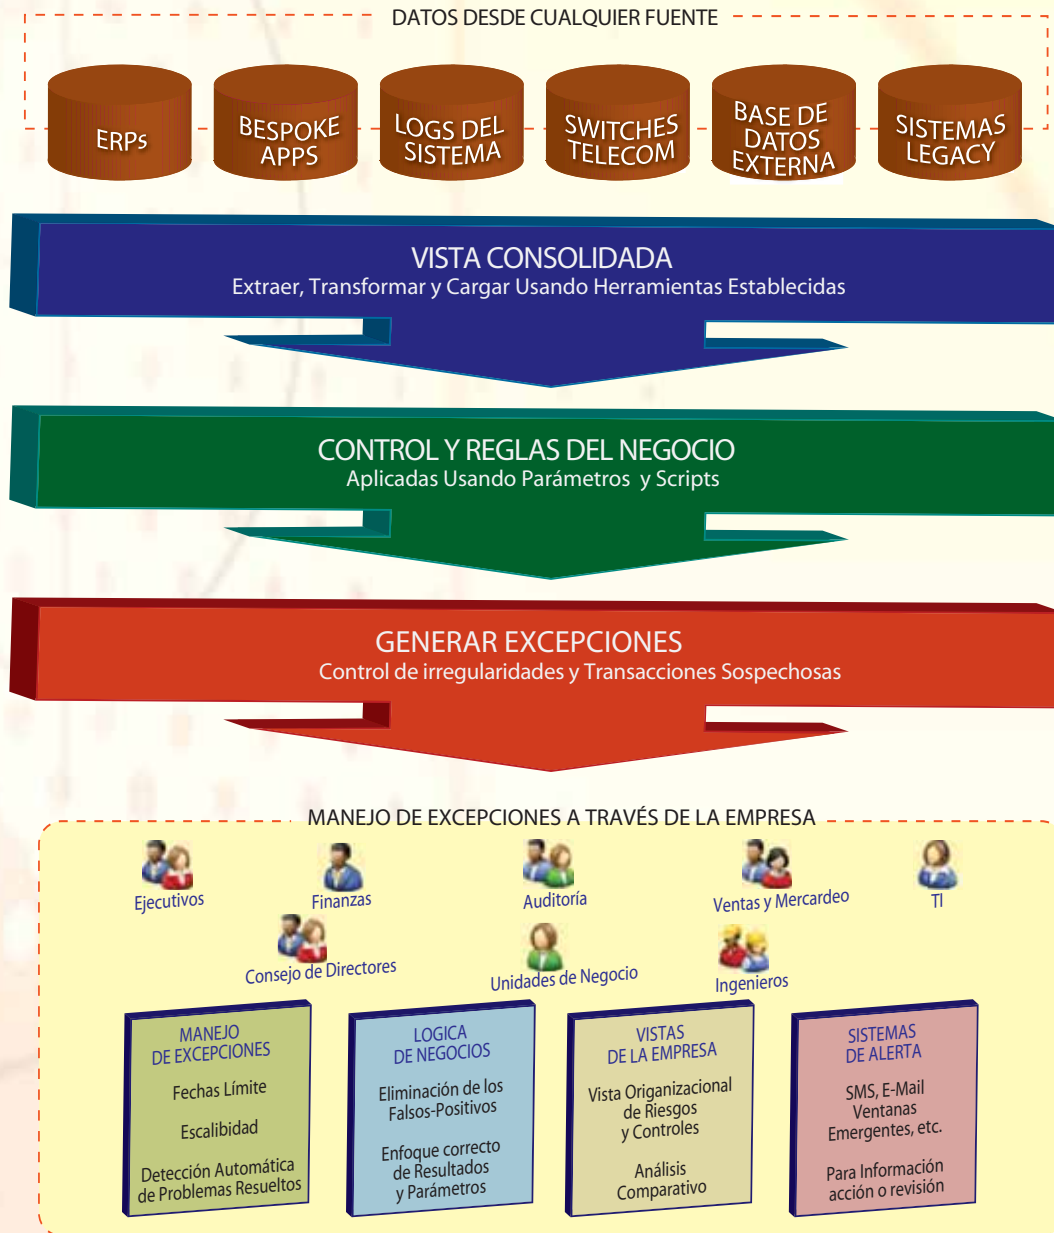 DATOS DESDE CUALQUIER FUENTE
ERPs
BESPOKE
APPS
LOGS DEL
SISTEMA
SWITCHES
TELECOM
BASE DE
DATOS
EXTERNA
SISTEMAS
LEGACY
VISTA CONSOLIDADA
Extraer, Transformar y Cargar Usando Herramientas Establecidas
CONTROL Y REGLAS DEL NEGOCIO
Aplicadas Usando Parámetros y Scripts
GENERAR EXCEPCIONES
Control de irregularidades y Transacciones Sospechosas
MANEJO DE EXCEPCIONES A TRAVÉS DE LA EMPRESA
Ejecutivos
Finanzas
Auditoría
Ventas y Mercardeo
TI
Consejo de Directores
Unidades de Negocio
Ingenieros
MANEJO
DE EXCEPCIONES
Fechas Límite
Escalibidad
Detección Automática
de Problemas Resueltos
LOGICA
DE NEGOCIOS
Eliminación de los
Falsos-Positivos
Enfoque correcto
de Resultados
y Parámetros
VISTAS
DE LA EMPRESA
Vista Origanizacional
de Riesgos
y Controles
Análisis
Comparativo
SISTEMAS
DE ALERTA
SMS, E-Mail
Ventanas
Emergentes, etc.
Para Información
acción o revisión